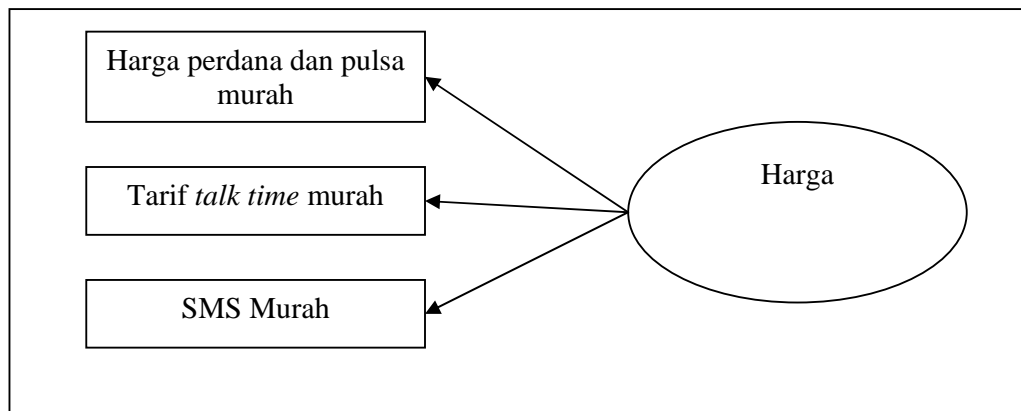 Harga perdana dan pulsa
murah
Tarif talk time murah
SMS Murah
Harga